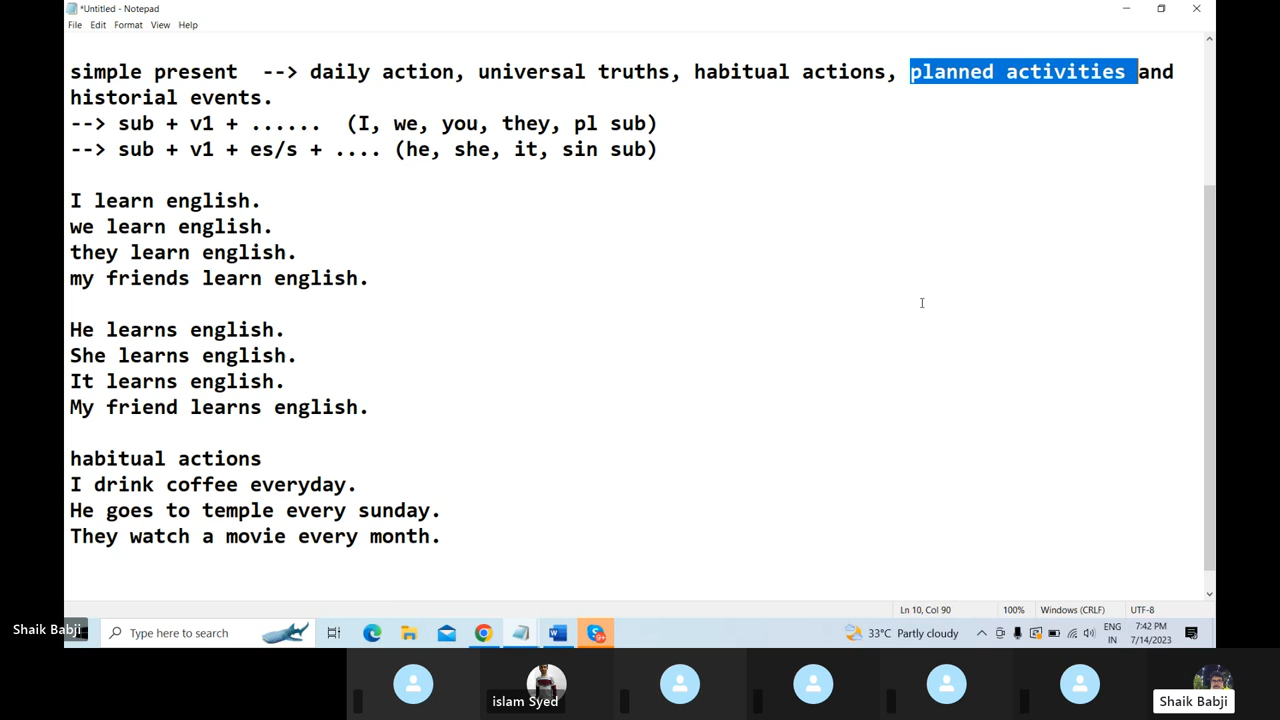 *Untitled - Notepad
File Edit Format View Help
simple present --> daily action, universal truths, habitual actions, planned activities and
historial events.
--> sub + v1 + ...... (I, we, you, they, pl sub)
--> sub + v1 + es/s + .... (he, she, it, sin sub)
I learn english.
we learn english.
they learn english.
my friends learn english.
He learns english.
She learns english.
It learns english.
My friend learns english.
habitual actions
I drink coffee everyday.
He goes to temple every sunday.
They watch a movie every month.
Ln 10, Col 90 100% Windows (CRLF) UTF-8
Shaik Babji
Type here to search
33°C Partly cloudy
ENG
IN
7:42 PM
7/14/2023
islam Syed
Shaik Babji